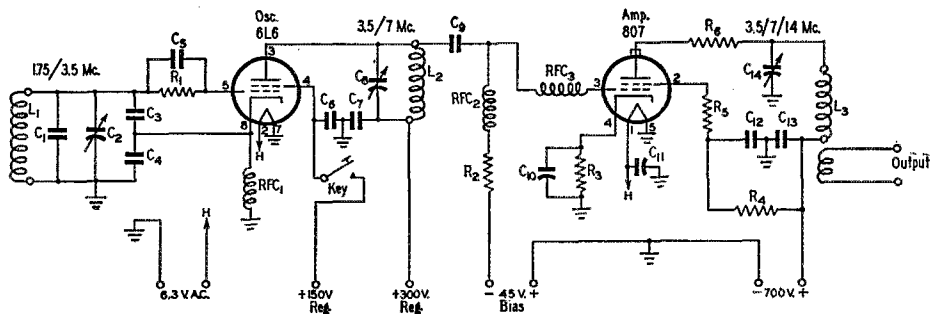 Osc.
6L6
Amp.
807
3.5/7 Mc.
3.5/7/14 Mc.
1.75/3.5 Mc.
C5
R1
3
5
4
8
2
7
H
L1
C1
C2
C3
C4
RFC1
C6
C7
C8
L2
C9
RFC2
R2
RFC3
3
2
4
1
5
H
R6
C14
L3
R5
C12
C13
C10
R3
C11
R4
Key
Output
H
6.3 V. A.C.
+150V.
Reg.
+300V.
Reg.
- 45 V. +
Bias
- 700V. +